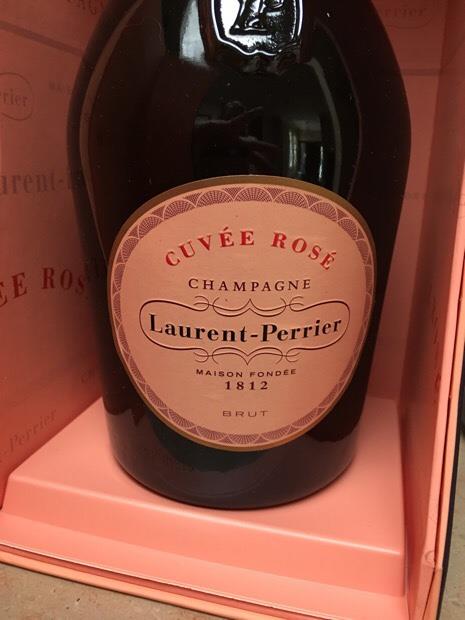 CUVÉE ROSÉ
CHAMPAGNE
Laurent-Perrier
MAISON FONDÉE
1812
BRUT